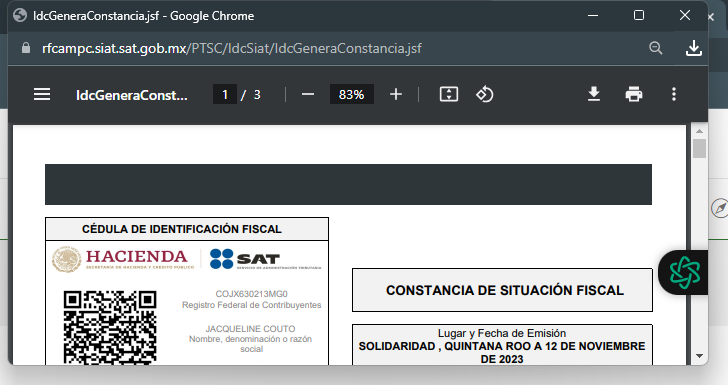 IdcGeneraConstancia.jsf - Google Chrome
rfcampc.siat.sat.gob.mx/PTSC/IdcSiat/IdcGeneraConstancia.jsf
IdcGeneraConst... 1 / 3 83%
CÉDULA DE IDENTIFICACIÓN FISCAL
HACIENDA
SECRETARÍA DE HACIENDA Y CRÉDITO PÚBLICO
SAT
SERVICIO DE ADMINISTRACIÓN TRIBUTARIA
COJX630213MG0
Registro Federal de Contribuyentes
JACQUELINE COUTO
Nombre, denominación o razón
social
CONSTANCIA DE SITUACIÓN FISCAL
Lugar y Fecha de Emisión
SOLIDARIDAD , QUINTANA ROO A 12 DE NOVIEMBRE
DE 2023